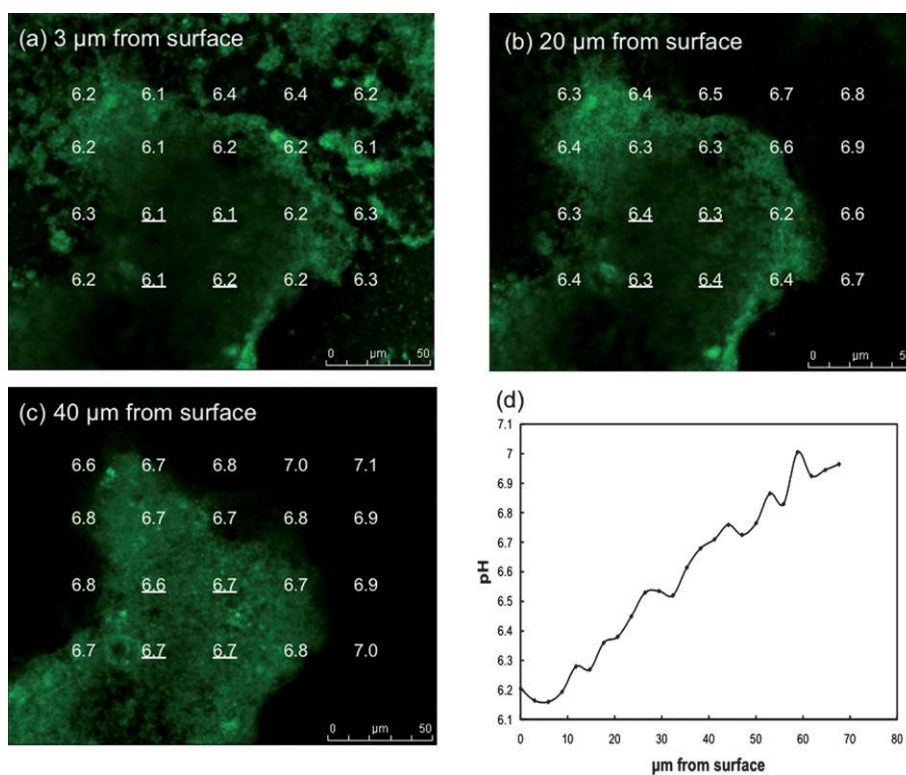 (a) 3 µm from surface
6.2 6.1 6.4 6.4 6.2
6.2 6.1 6.2 6.2 6.1
6.3 6.1 6.1 6.2 6.3
6.2 6.1 6.2 6.2 6.3
0 µm 50
(b) 20 µm from surface
6.3 6.4 6.5 6.7 6.8
6.4 6.3 6.3 6.6 6.9
6.3 6.4 6.3 6.2 6.6
6.4 6.3 6.4 6.4 6.7
0 µm 50
(c) 40 µm from surface
6.6 6.7 6.8 7.0 7.1
6.8 6.7 6.7 6.8 6.9
6.8 6.6 6.7 6.7 6.9
6.7 6.7 6.7 6.8 7.0
0 µm 50
(d)
7.1
7
6.9
6.8
6.7
6.6
6.5
6.4
6.3
6.2
6.1
pH
0 10 20 30 40 50 60 70 80
µm from surface